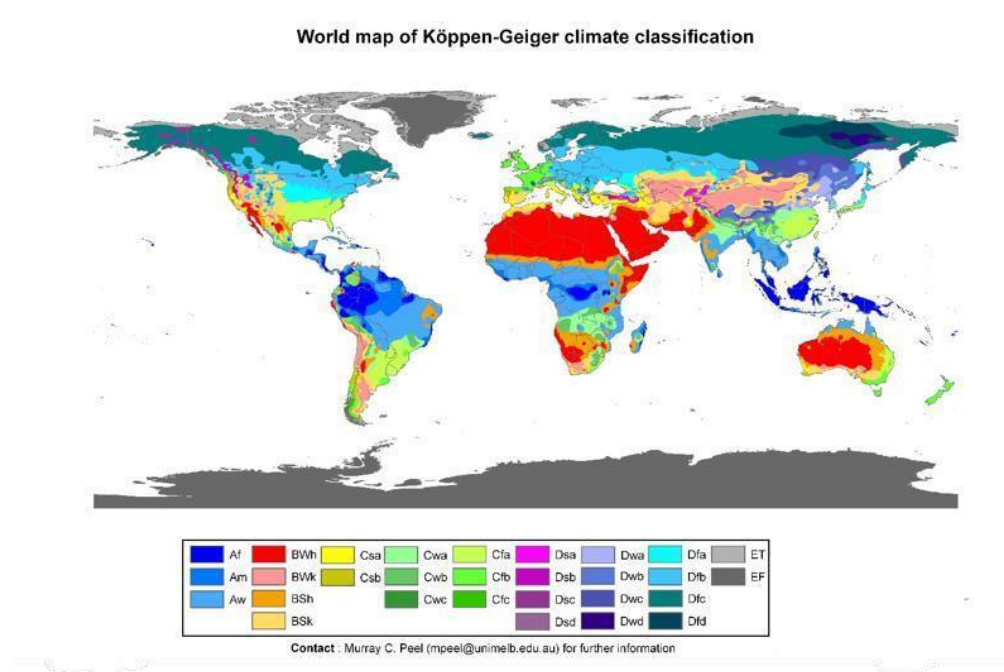 World map of Köppen-Geiger climate classification
Af BWh Csa Cwa Cfa Dsa Dwa Dfa ET
Am BWk Csb Cwb Cfb Dsb Dwb Dfb EF
Aw BSh Cwc Cfc Dsc Dwc Dfc
BSk Dsd Dwd Dfd
Contact : Murray C. Peel (mpeel@unimelb.edu.au) for further information